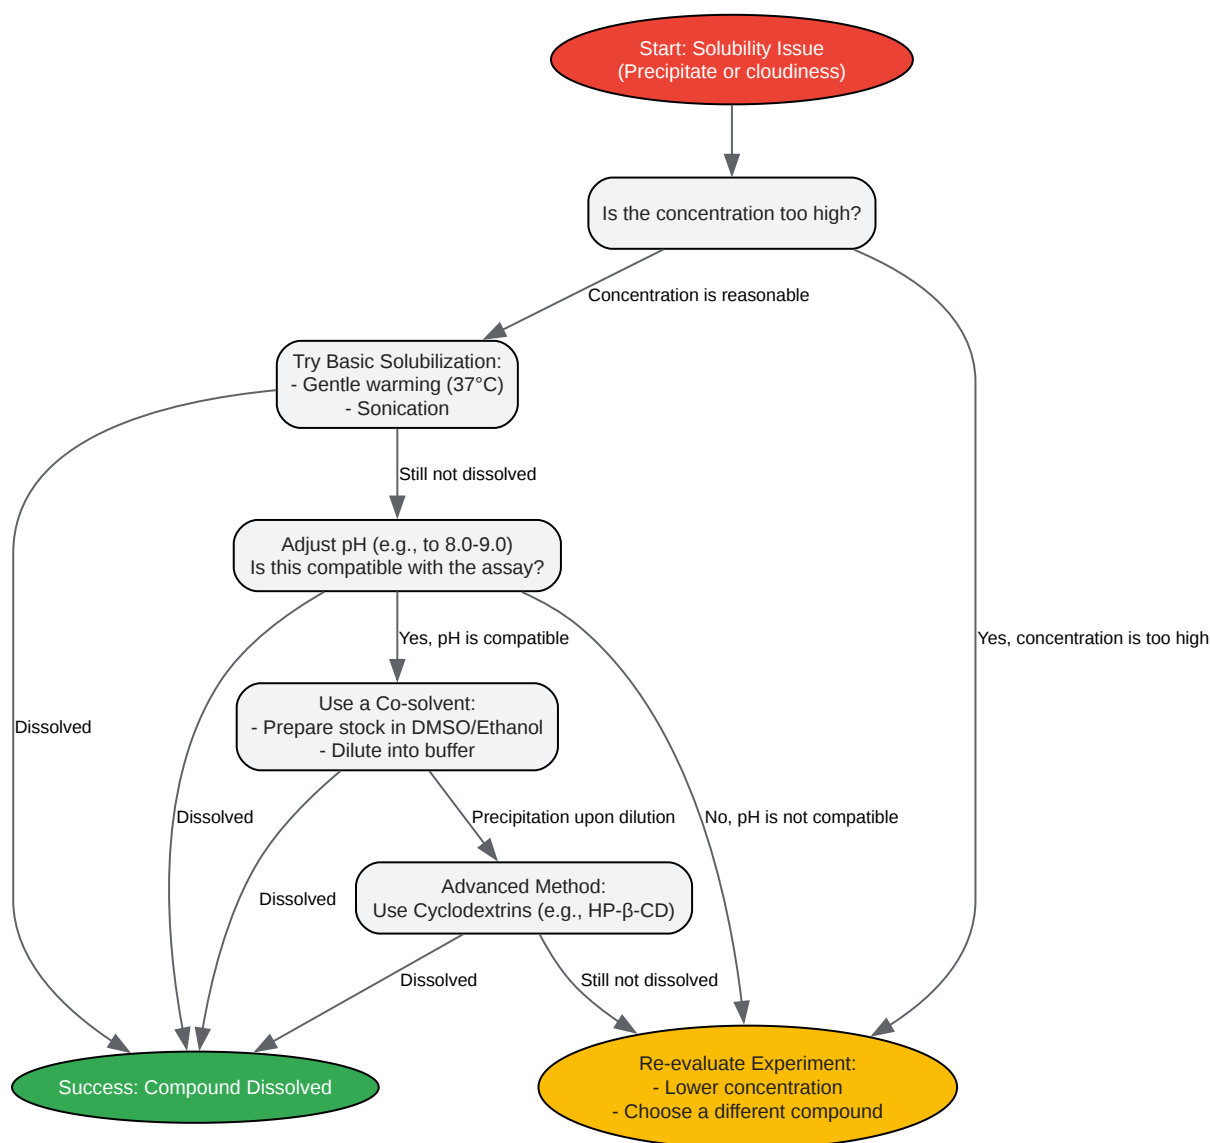 Start: Solubility Issue
(Precipitate or cloudiness)
Is the concentration too high?
Concentration is reasonable
Try Basic Solubilization:
- Gentle warming (37°C)
- Sonication
Still not dissolved
Adjust pH (e.g., to 8.0-9.0)
Is this compatible with the assay?
Yes, pH is compatible
Yes, concentration is too high
Use a Co-solvent:
- Prepare stock in DMSO/Ethanol
- Dilute into buffer
Dissolved
Dissolved
Precipitation upon dilution
No, pH is not compatible
Advanced Method:
Use Cyclodextrins (e.g., HP-β-CD)
Dissolved
Dissolved
Still not dissolved
Success: Compound Dissolved
Re-evaluate Experiment:
- Lower concentration
- Choose a different compound